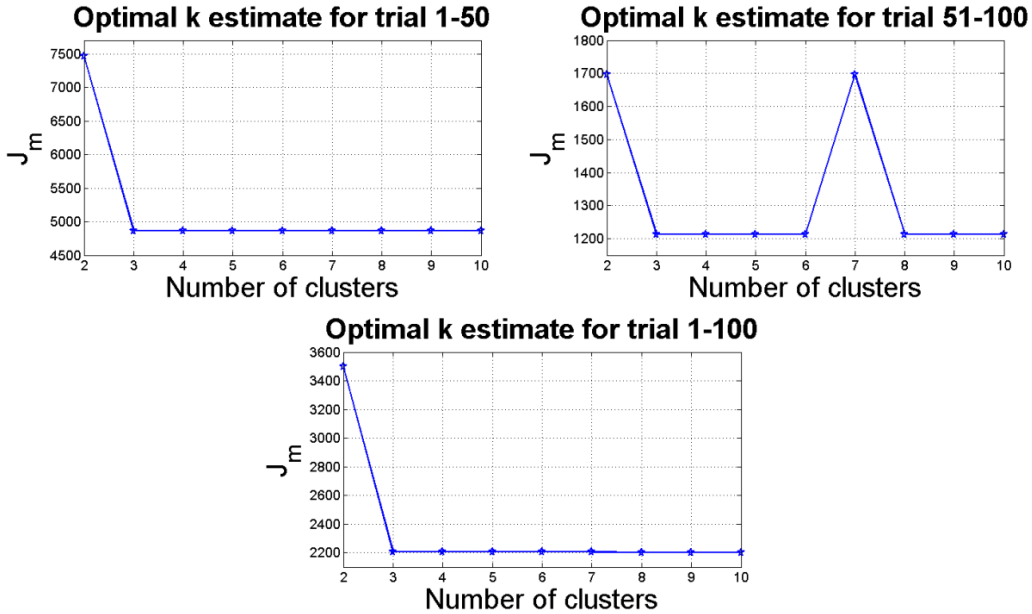 Optimal k estimate for trial 1-50
7500
7000
6500
6000
5500
5000
4500
J_m
2 3 4 5 6 7 8 9 10
Number of clusters
Optimal k estimate for trial 51-100
1800
1700
1600
1500
1400
1300
1200
J_m
2 3 4 5 6 7 8 9 10
Number of clusters
Optimal k estimate for trial 1-100
3600
3400
3200
3000
2800
2600
2400
2200
J_m
2 3 4 5 6 7 8 9 10
Number of clusters